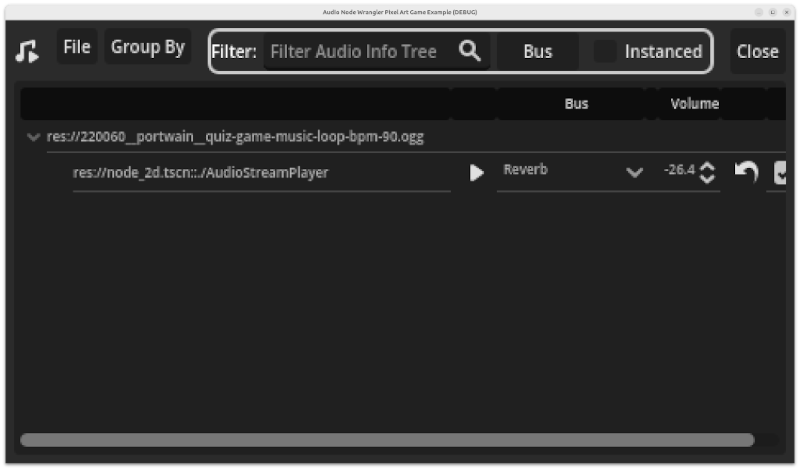 Audio Node Wrangler Pixel Art Game Example (DEBUG)
File Group By Filter: Filter Audio Info Tree Bus Instanced Close
Bus Volume
res://220060__portwain__quiz-game-music-loop-bpm-90.ogg
res://node_2d.tscn::./AudioStreamPlayer Reverb -26.4